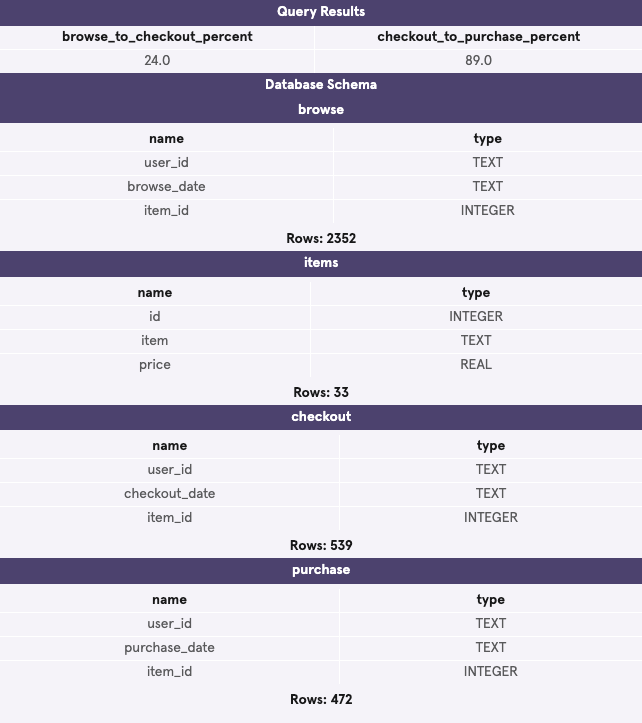 Query Results
browse_to_checkout_percent checkout_to_purchase_percent
24.0 89.0
Database Schema
browse
name type
user_id TEXT
browse_date TEXT
item_id INTEGER
Rows: 2352
items
name type
id INTEGER
item TEXT
price REAL
Rows: 33
checkout
name type
user_id TEXT
checkout_date TEXT
item_id INTEGER
Rows: 539
purchase
name type
user_id TEXT
purchase_date TEXT
item_id INTEGER
Rows: 472